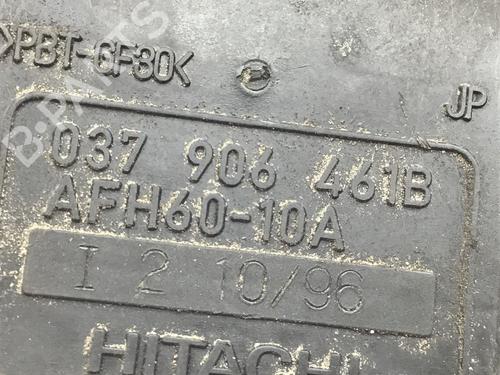 >PBT-GF30<
JP
037 906 461B
AFH60-10A
I 2 10/96
HITACHI
B-PARTS